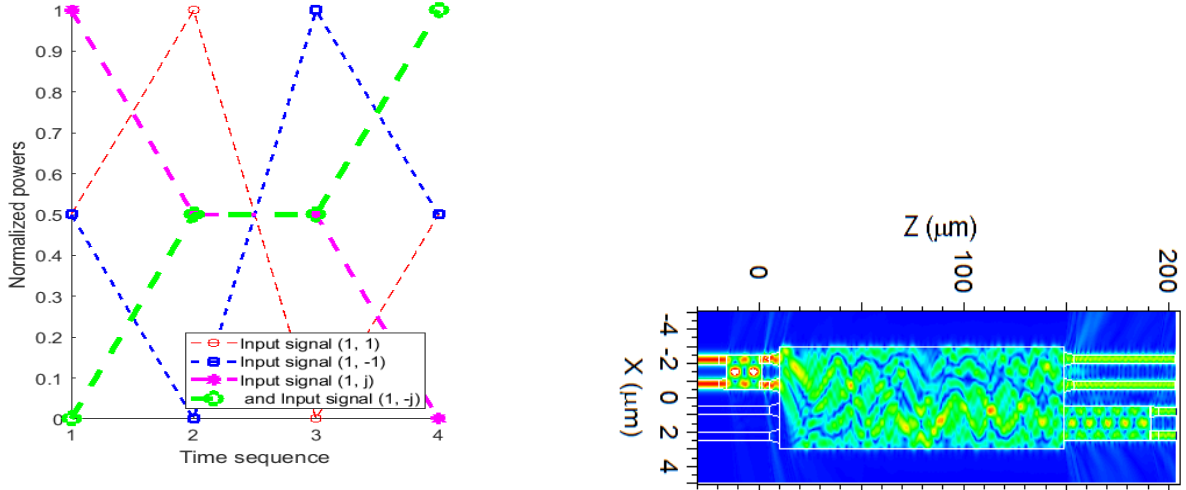 1
0.9
0.8
0.7
0.6
0.5
0.4
0.3
0.2
0.1
0
Normalized powers
Input signal (1, 1)
Input signal (1, -1)
Input signal (1, j)
and Input signal (1, -j)
1 2 3 4
Time sequence
Z (μm)
0 100 200
-4
-2
0
2
4
X (μm)